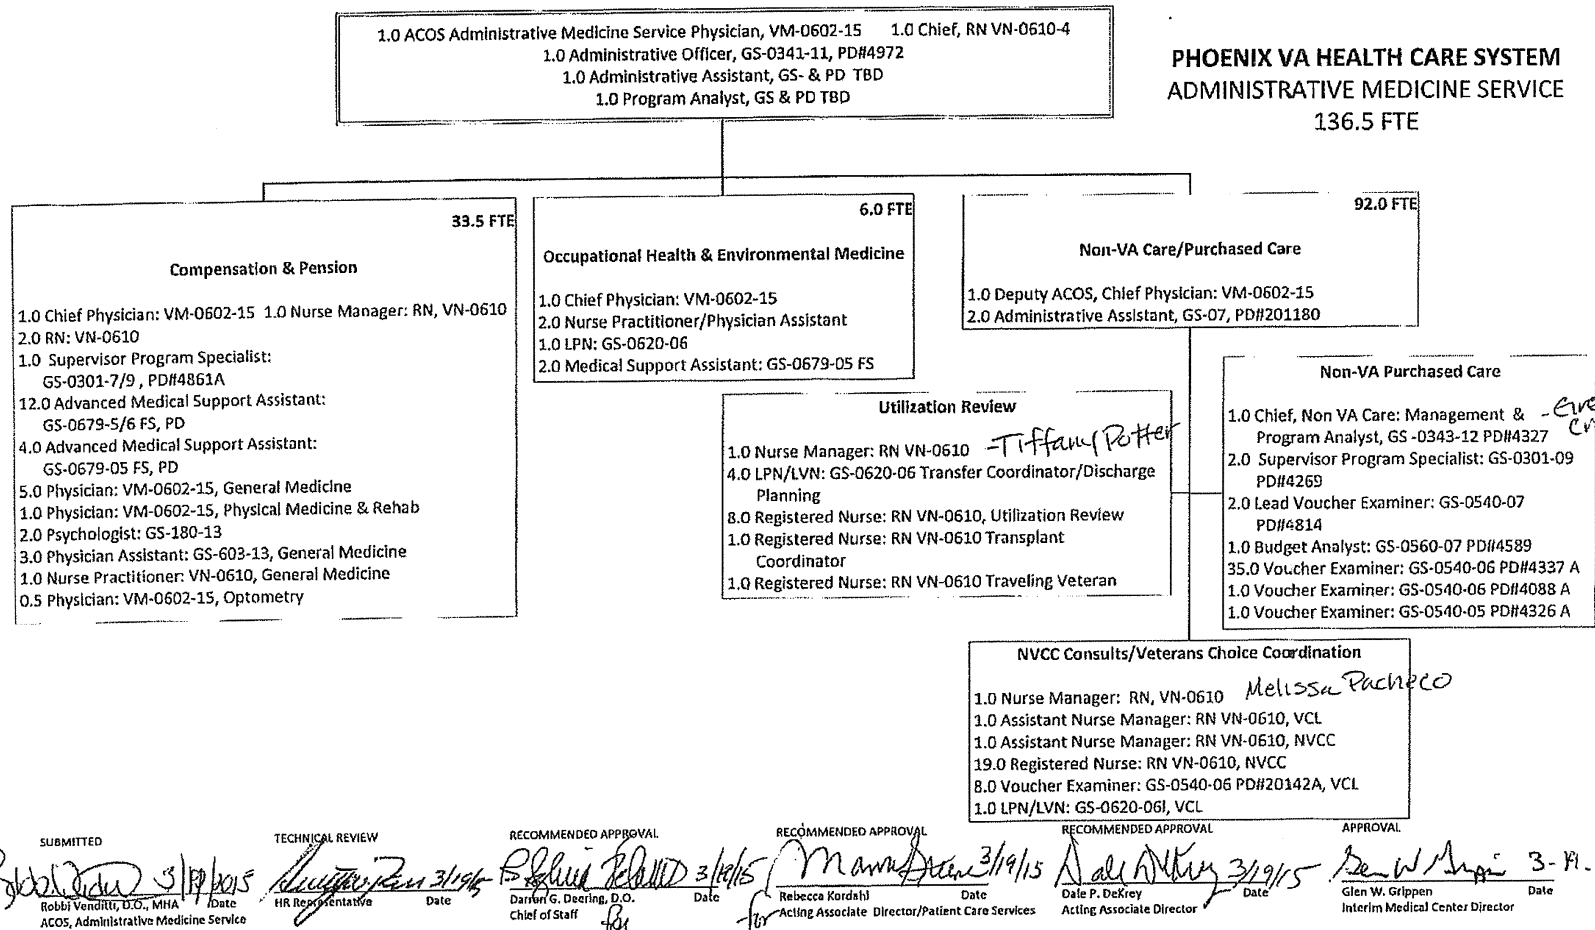 1.0 ACOS Administrative Medicine Service Physician, VM-0602-15 1.0 Chief, RN VN-0610-4
1.0 Administrative Officer, GS-0341-11, PD#4972
1.0 Administrative Assistant, GS- & PD TBD
1.0 Program Analyst, GS & PD TBD
PHOENIX VA HEALTH CARE SYSTEM
ADMINISTRATIVE MEDICINE SERVICE
136.5 FTE
33.5 FTE
Compensation & Pension
1.0 Chief Physician: VM-0602-15 1.0 Nurse Manager: RN, VN-0610
2.0 RN: VN-0610
1.0 Supervisor Program Specialist:
GS-0301-7/9 , PD#4861A
12.0 Advanced Medical Support Assistant:
GS-0679-5/6 FS, PD
4.0 Advanced Medical Support Assistant:
GS-0679-05 FS, PD
5.0 Physician: VM-0602-15, General Medicine
1.0 Physician: VM-0602-15, Physical Medicine & Rehab
2.0 Psychologist: GS-180-13
3.0 Physician Assistant: GS-603-13, General Medicine
1.0 Nurse Practitioner: VN-0610, General Medicine
0.5 Physician: VM-0602-15, Optometry
6.0 FTE
Occupational Health & Environmental Medicine
1.0 Chief Physician: VM-0602-15
2.0 Nurse Practitioner/Physician Assistant
1.0 LPN: GS-0620-06
2.0 Medical Support Assistant: GS-0679-05 FS
92.0 FTE
Non-VA Care/Purchased Care
1.0 Deputy ACOS, Chief Physician: VM-0602-15
2.0 Administrative Assistant, GS-07, PD#201180
Utilization Review
1.0 Nurse Manager: RN VN-0610 -Tiffany Potter
4.0 LPN/LVN: GS-0620-06 Transfer Coordinator/Discharge
Planning
8.0 Registered Nurse: RN VN-0610, Utilization Review
1.0 Registered Nurse: RN VN-0610 Transplant
Coordinator
1.0 Registered Nurse: RN VN-0610 Traveling Veteran
Non-VA Purchased Care
1.0 Chief, Non VA Care: Management &
Program Analyst, GS -0343-12 PD#4327
2.0 Supervisor Program Specialist: GS-0301-09
PD#4269
2.0 Lead Voucher Examiner: GS-0540-07
PD#4814
1.0 Budget Analyst: GS-0560-07 PD#4589
35.0 Voucher Examiner: GS-0540-06 PD#4337 A
1.0 Voucher Examiner: GS-0540-06 PD#4088 A
1.0 Voucher Examiner: GS-0540-05 PD#4326 A
NVCC Consults/Veterans Choice Coordination
1.0 Nurse Manager: RN, VN-0610 Melissa Pacheco
1.0 Assistant Nurse Manager: RN VN-0610, VCL
1.0 Assistant Nurse Manager: RN VN-0610, NVCC
19.0 Registered Nurse: RN VN-0610, NVCC
8.0 Voucher Examiner: GS-0540-06 PD#20142A, VCL
1.0 LPN/LVN: GS-0620-06I, VCL
SUBMITTED
Robbi Venditti, D.O., MHA Date
ACOS, Administrative Medicine Service
TECHNICAL REVIEW
3/19/15
HR Representative Date
RECOMMENDED APPROVAL
3/19/15
Darren G. Deering, D.O. Date
Chief of Staff
RECOMMENDED APPROVAL
3/19/15
for
Rebecca Kordahl Date
Acting Associate Director/Patient Care Services
RECOMMENDED APPROVAL
Dale DeKrey 3/19/15
Dale P. DeKrey Date
Acting Associate Director
APPROVAL
Glen W. Grippen Date
Interim Medical Center Director